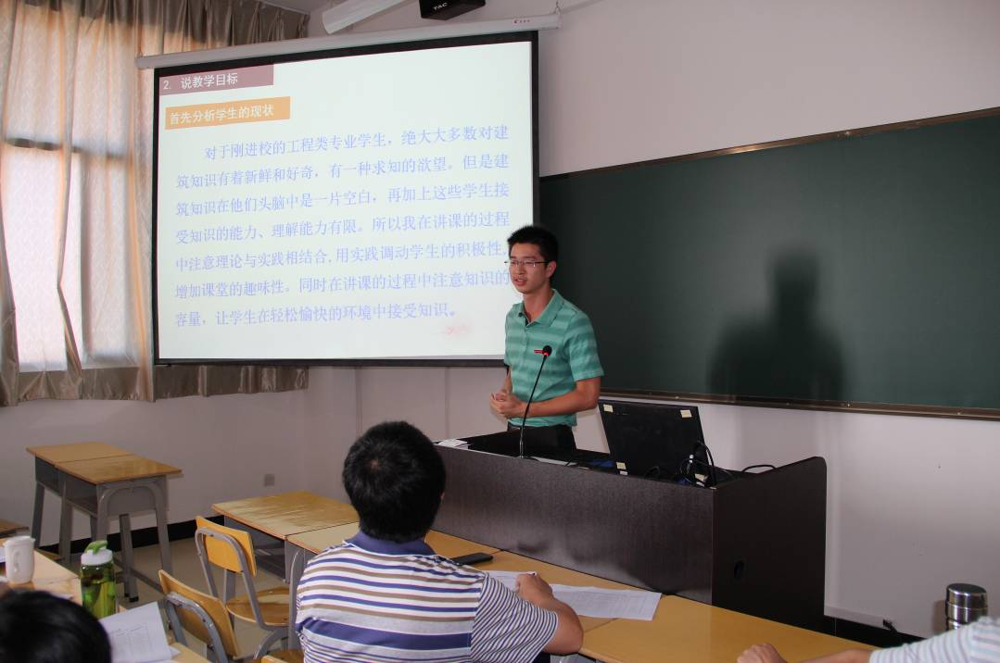 TAC
2. 说教学目标
首先分析学生的现状
对于刚进校的工程类专业学生，绝大大多数对建
筑知识有着新鲜和好奇，有一种求知的欲望。但是建
筑知识在他们头脑中是一片空白，再加上这些学生接
受知识的能力、理解能力有限。所以我在讲课的过程
中注意理论与实践相结合,用实践调动学生的积极性,
增加课堂的趣味性。同时在讲课的过程中注意知识的
容量，让学生在轻松愉快的环境中接受知识。